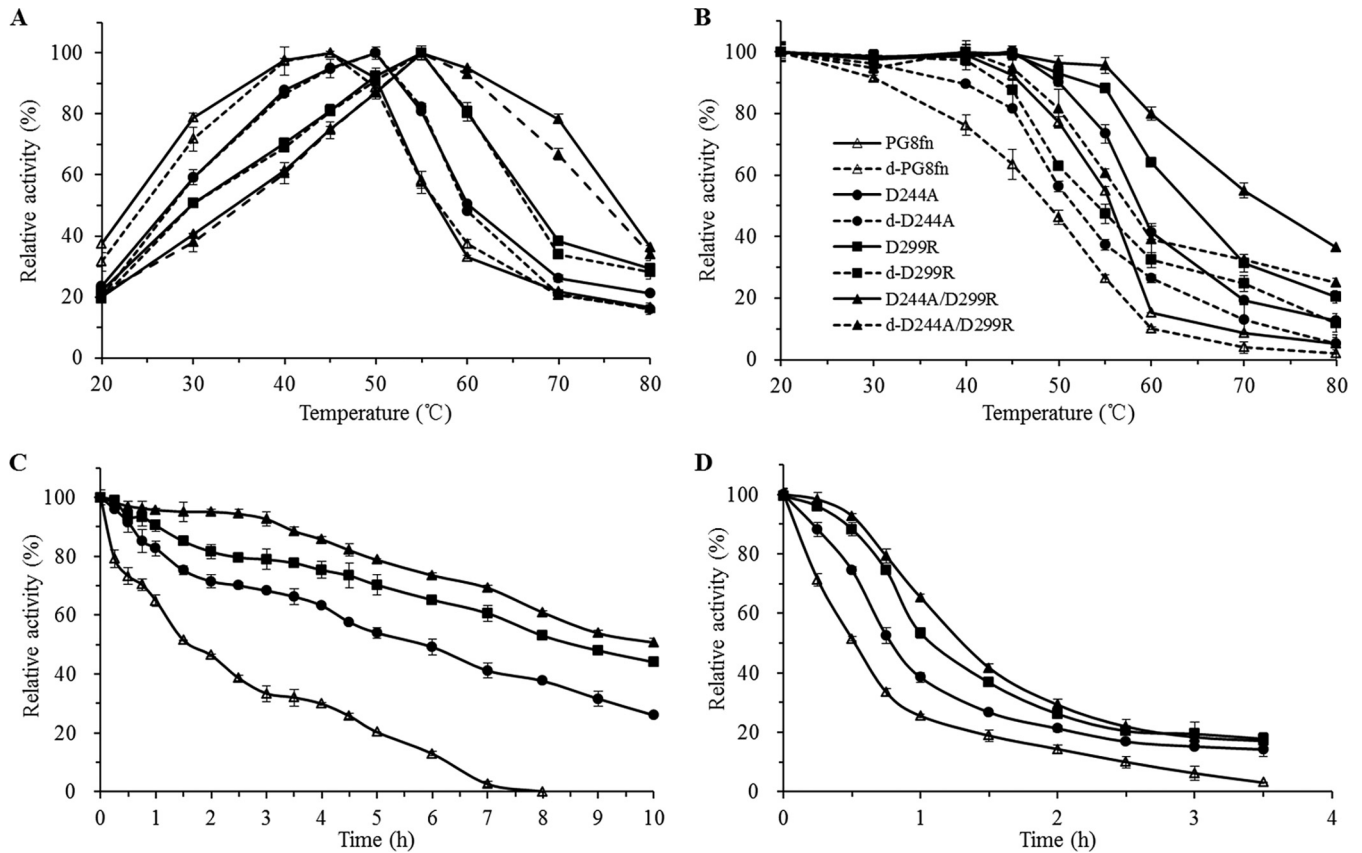 A
Relative activity (%)
100
80
60
40
20
0
20 30 40 50 60 70 80
Temperature (℃)
B
Relative activity (%)
100
80
60
40
20
0
PG8fn
d-PG8fn
D244A
d-D244A
D299R
d-D299R
D244A/D299R
d-D244A/D299R
20 30 40 50 60 70 80
Temperature (℃)
C
Relative activity (%)
100
80
60
40
20
0
0 1 2 3 4 5 6 7 8 9 10
Time (h)
D
Relative activity (%)
100
80
60
40
20
0
0 1 2 3 4
Time (h)